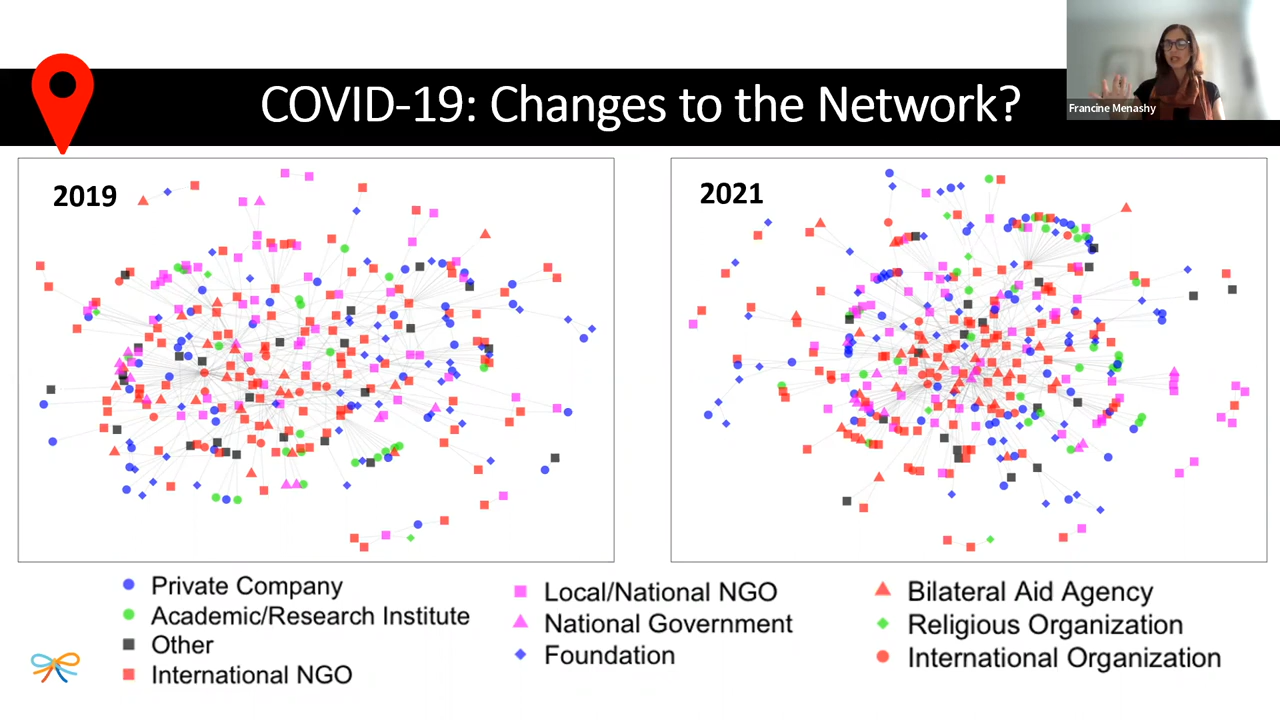 COVID-19: Changes to the Network?
Francine Menashy
2019
2021
Private Company
Academic/Research Institute
Other
International NGO
Local/National NGO
National Government
Foundation
Bilateral Aid Agency
Religious Organization
International Organization